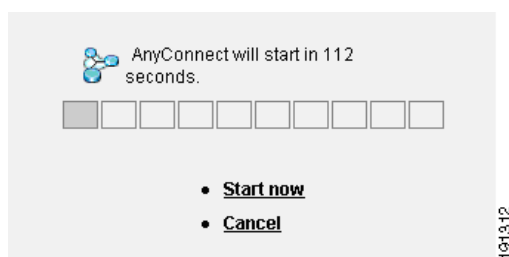 AnyConnect will start in 112
seconds.
Start now
Cancel
191312